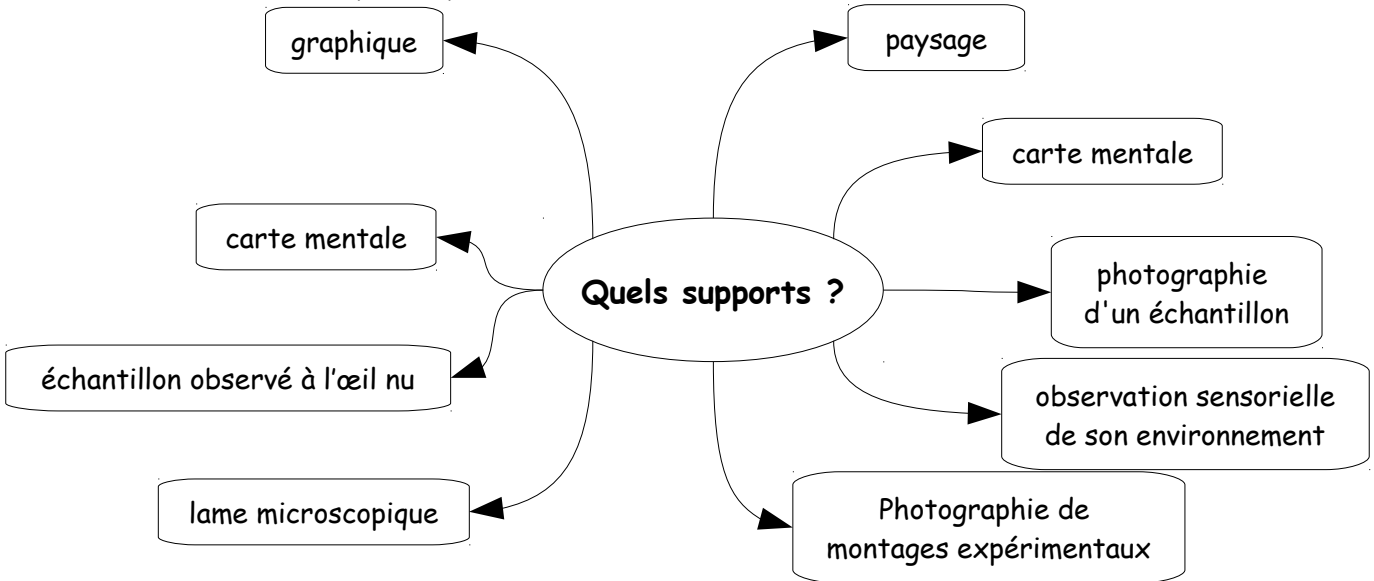 graphique
paysage
carte mentale
carte mentale
Quels supports ?
photographie
d'un échantillon
échantillon observé à l’œil nu
observation sensorielle
de son environnement
lame microscopique
Photographie de
montages expérimentaux